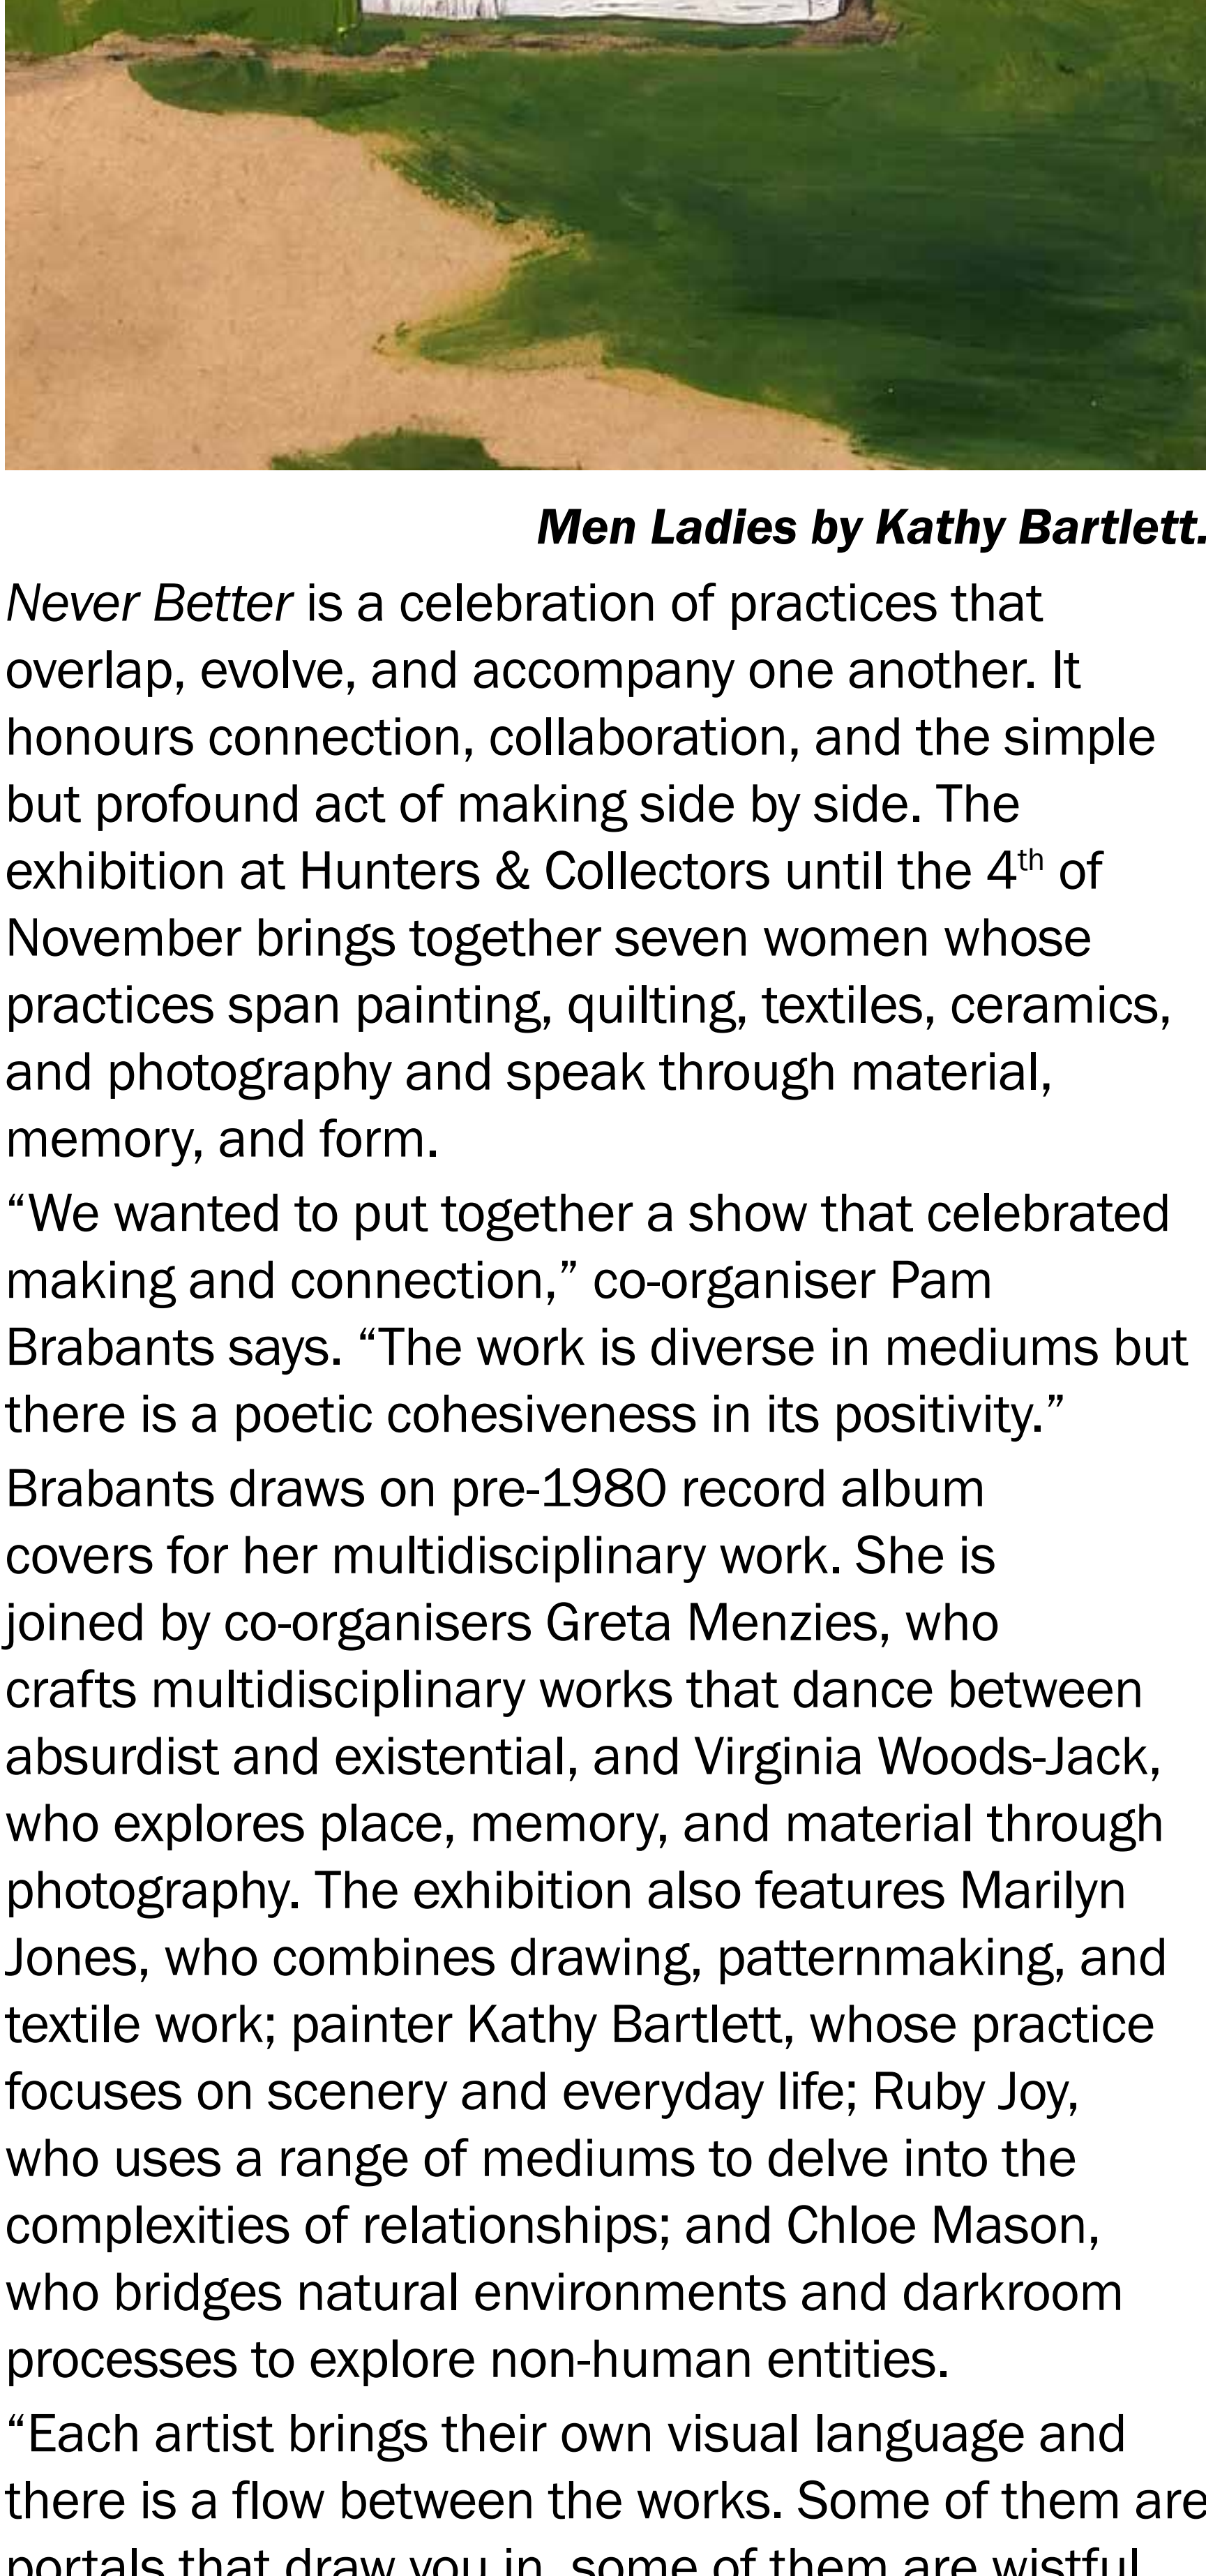 Men Ladies by Kathy Bartlett.
Never Better is a celebration of practices that
overlap, evolve, and accompany one another. It
honours connection, collaboration, and the simple
but profound act of making side by side. The
exhibition at Hunters & Collectors until the 4th of
November brings together seven women whose
practices span painting, quilting, textiles, ceramics,
and photography and speak through material,
memory, and form.
“We wanted to put together a show that celebrated
making and connection,” co-organiser Pam
Brabants says. “The work is diverse in mediums but
there is a poetic cohesiveness in its positivity.”
Brabants draws on pre-1980 record album
covers for her multidisciplinary work. She is
joined by co-organisers Greta Menzies, who
crafts multidisciplinary works that dance between
absurdist and existential, and Virginia Woods-Jack,
who explores place, memory, and material through
photography. The exhibition also features Marilyn
Jones, who combines drawing, patternmaking, and
textile work; painter Kathy Bartlett, whose practice
focuses on scenery and everyday life; Ruby Joy,
who uses a range of mediums to delve into the
complexities of relationships; and Chloe Mason,
who bridges natural environments and darkroom
processes to explore non-human entities.
“Each artist brings their own visual language and
there is a flow between the works. Some of them are
portals that draw you in, some of them are wistful